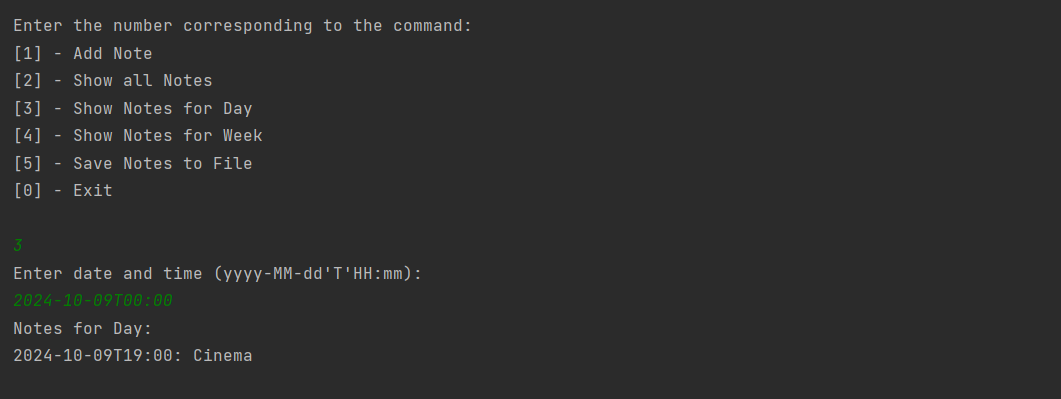 Enter the number corresponding to the command:
[1] - Add Note
[2] - Show all Notes
[3] - Show Notes for Day
[4] - Show Notes for Week
[5] - Save Notes to File
[0] - Exit
3
Enter date and time (yyyy-MM-dd'T'HH:mm):
2024-10-09T00:00
Notes for Day:
2024-10-09T19:00: Cinema